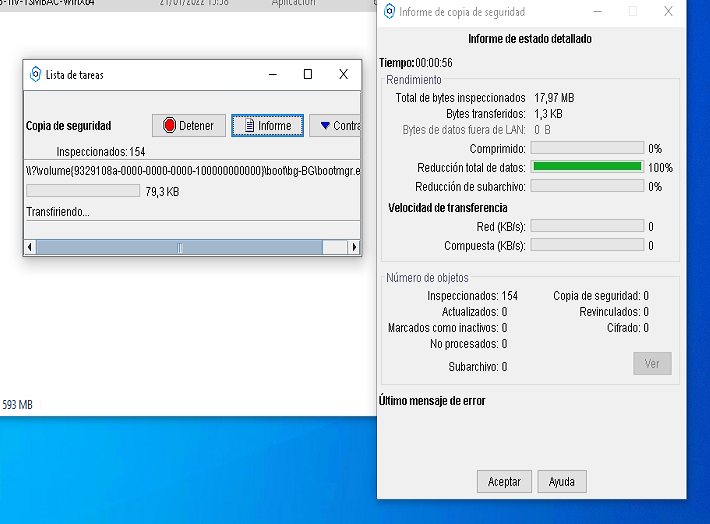 21/01/2022 15:58 Aplicación
Lista de tareas
Copia de seguridad
Detener
Informe
Contra
Inspeccionados: 154
\\?\volume{9329108a-0000-0000-0000-100000000000}\boot\bg-BG\bootmgr.e
79,3 KB
Transfiriendo...
593 MB
Informe de copia de seguridad
Informe de estado detallado
Tiempo:00:00:56
Rendimiento
Total de bytes inspeccionados 17,97 MB
Bytes transferidos: 1,3 KB
Bytes de datos fuera de LAN: 0 B
Comprimido: 0%
Reducción total de datos: 100%
Reducción de subarchivo: 0%
Velocidad de transferencia
Red (KB/s): 0
Compuesta (KB/s): 0
Número de objetos
Inspeccionados: 154 Copia de seguridad: 0
Actualizados: 0 Revinculados: 0
Marcados como inactivos: 0 Cifrado: 0
No procesados: 0
Subarchivo: 0 Ver
Último mensaje de error
Aceptar Ayuda